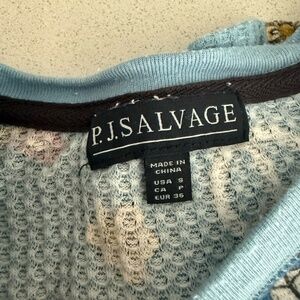 P.J.SALVAGE
MADE IN
CHINA
USA S
CA P
EUR 36